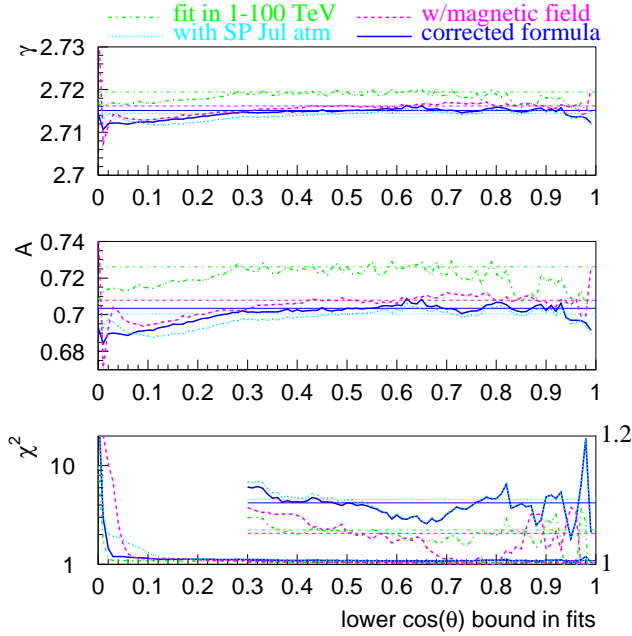 fit in 1-100 TeV w/magnetic field
with SP Jul atm corrected formula
γ
2.73
2.72
2.71
2.7
0 0.1 0.2 0.3 0.4 0.5 0.6 0.7 0.8 0.9 1
A
0.74
0.72
0.7
0.68
0 0.1 0.2 0.3 0.4 0.5 0.6 0.7 0.8 0.9 1
χ²
10
1
1.2
1
0 0.1 0.2 0.3 0.4 0.5 0.6 0.7 0.8 0.9 1
lower cos(θ) bound in fits